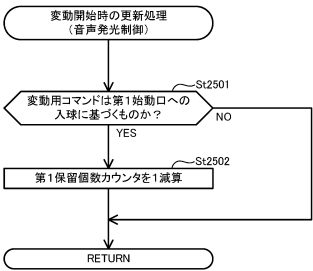 変動開始時の更新処理
（音声発光制御）
St2501
変動用コマンドは第１始動口への
入球に基づくものか？
NO
YES
St2502
第１保留個数カウンタを１減算
RETURN